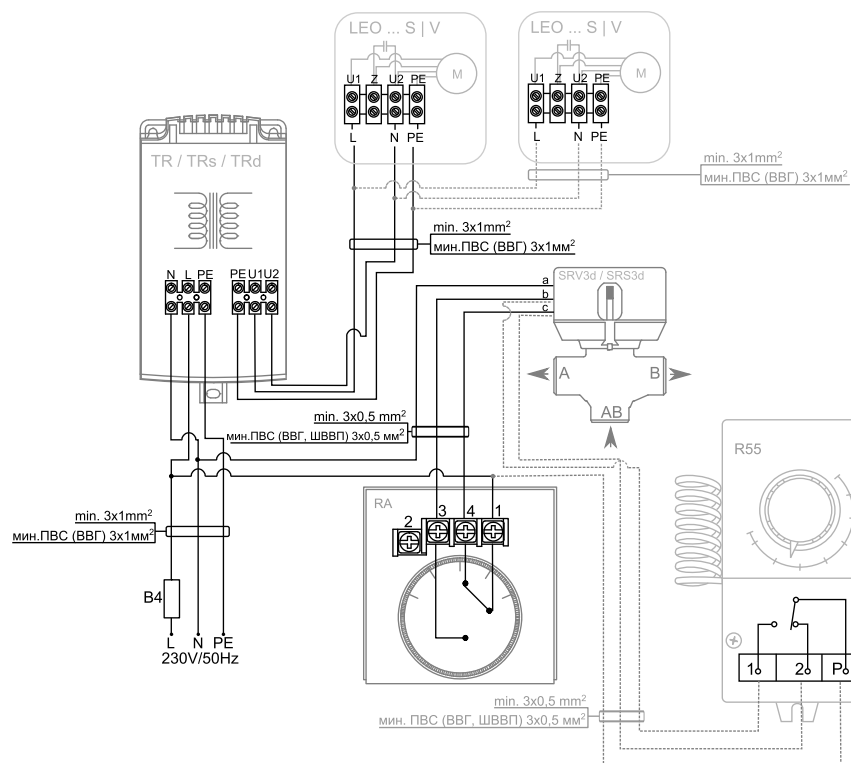 LEO ... S | V
LEO ... S | V
U1 Z U2 PE
M
U1 Z U2 PE
M
L N PE
L N PE
TR / TRs / TRd
min. 3x1mm²
мин.ПВС (ВВГ) 3x1мм²
min. 3x1mm²
мин.ПВС (ВВГ) 3x1мм²
N L PE
PE U1 U2
SRV3d / SRS3d
a
b
c
A
B
AB
min. 3x0,5 mm²
мин.ПВС (ВВГ, ШВВП) 3x0,5 мм²
R55
RA
2 3 4 1
min. 3x1mm²
мин.ПВС (ВВГ) 3x1мм²
B4
L N PE
230V/50Hz
1 2 P
min. 3x0,5 mm²
мин. ПВС (ВВГ, ШВВП) 3x0,5 мм²